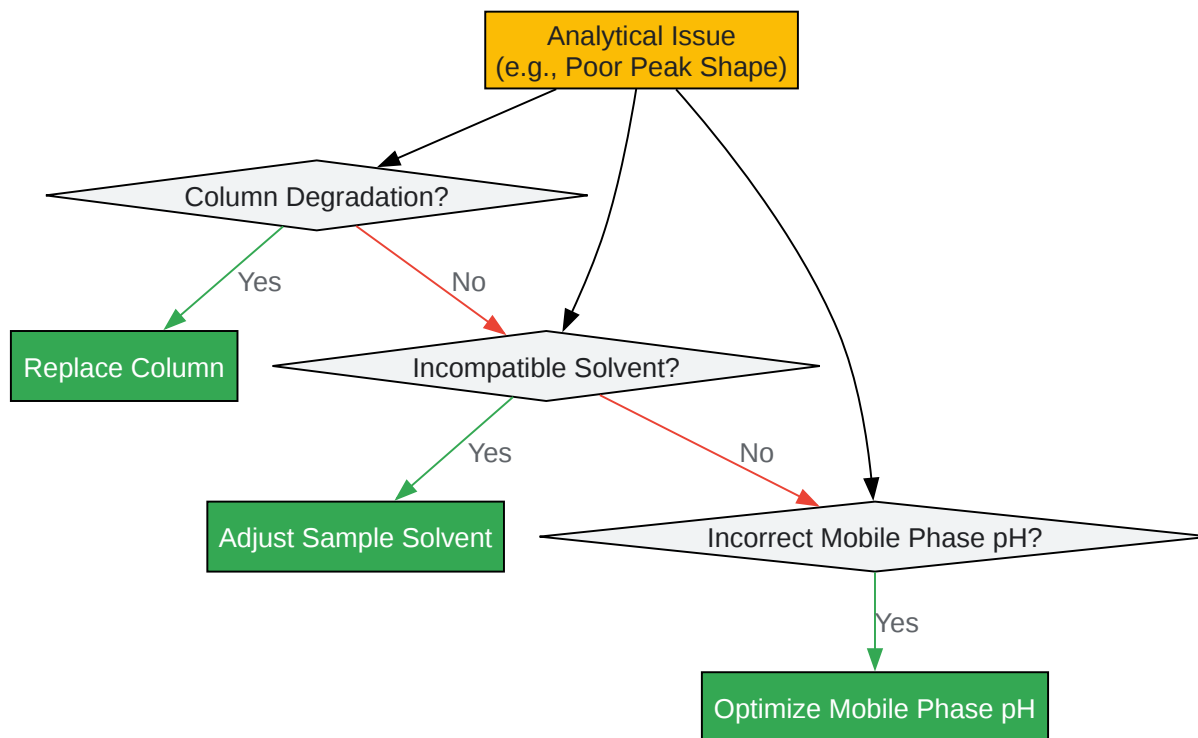 Analytical Issue
(e.g., Poor Peak Shape)
Column Degradation?
Yes
No
Replace Column
Incompatible Solvent?
Yes
No
Adjust Sample Solvent
Incorrect Mobile Phase pH?
Yes
Optimize Mobile Phase pH